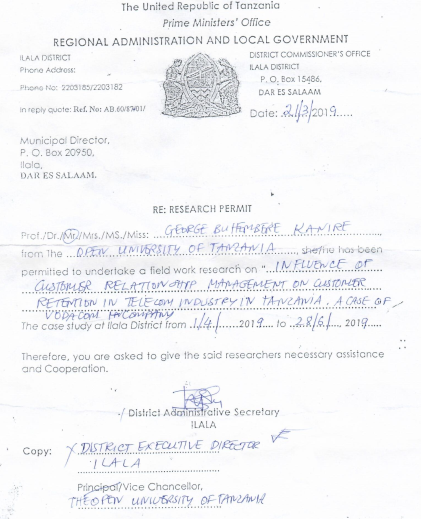 The United Republic of Tanzania
Prime Ministers' Office
REGIONAL ADMINISTRATION AND LOCAL GOVERNMENT
ILALA DISTRICT
Phone Address:
Phone No: 2203185/2203182
In reply quote: Ref. No: AB.60/87/01/
DISTRICT COMMISSIONER'S OFFICE
ILALA DISTRICT
P. O. Box 15486,
DAR ES SALAAM
Date: 21/3/2019.....
Municipal Director,
P. O. Box 20950,
Ilala,
DAR ES SALAAM.
RE: RESEARCH PERMIT
Prof./Dr./Mr./Mrs./MS./Miss: ... GEORGE BUHEMBERE KANIRE
from The ...OPEN UNIVERSITY OF TANZANIA..... she/he has been
permitted to undertake a field work research on "..INFLUENCE OF
CUSTOMER RELATIONSHIP MANAGEMENT ON CUSTOMER
RETENTION IN TELECOM INDUSTRY IN TANZANIA. A CASE OF
VODACOM COMPANY
The case study at Ilala District from 1/4/......2019.... to ..28/6/..., 2019.....
Therefore, you are asked to give the said researchers necessary assistance
and Cooperation.
District Administrative Secretary
ILALA
Copy: DISTRICT EXECUTIVE DIRECTOR
ILALA
Principal/Vice Chancellor,
THE OPEN UNIVERSITY OF TANZANIA